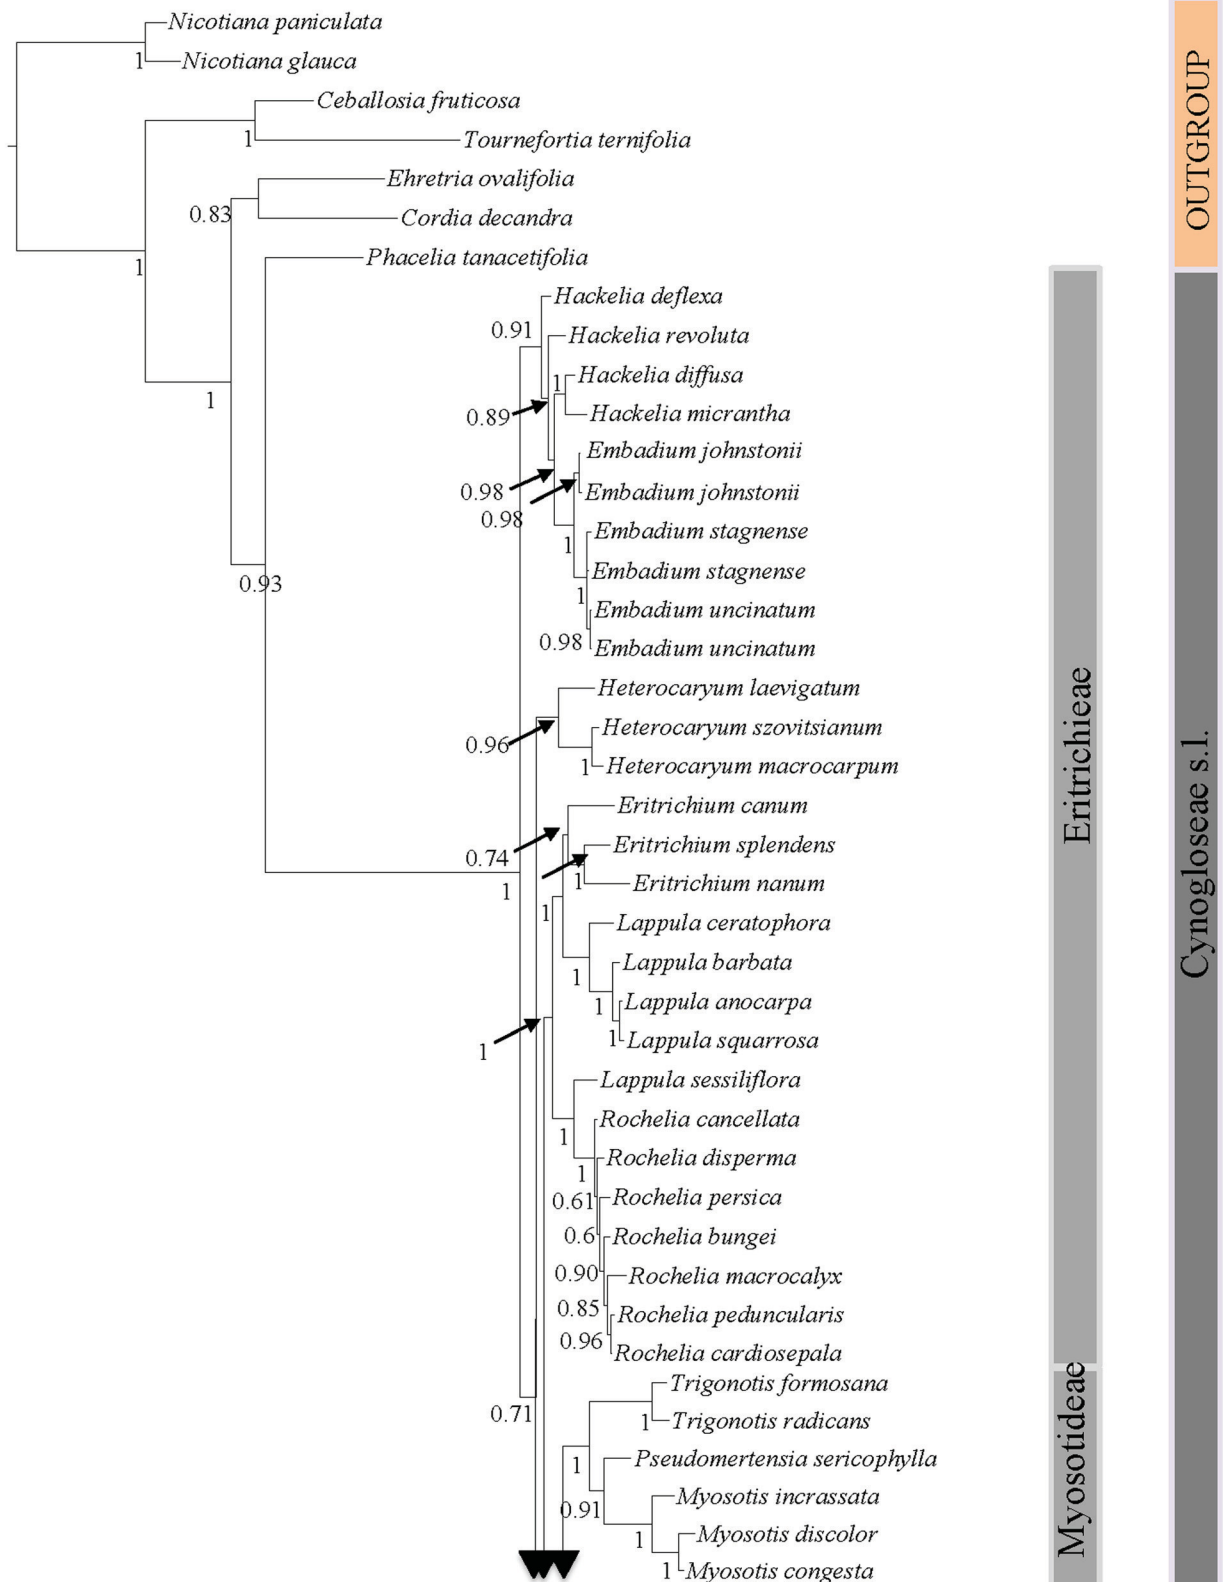 Nicotiana paniculata
1
Nicotiana glauca
Ceballosia fruticosa
1
Tournefortia ternifolia
Ehretria ovalifolia
0.83
Cordia decandra
1
Phacelia tanacetifolia
OUTGROUP
Hackelia deflexa
0.91
Hackelia revoluta
1
Hackelia diffusa
1
0.89
Hackelia micrantha
Embadium johnstonii
0.98
Embadium johnstonii
0.98
Embadium stagnense
1
Embadium stagnense
0.93
1
Embadium uncinatum
0.98
Embadium uncinatum
Heterocaryum laevigatum
Heterocaryum szovitsianum
0.96
1
Heterocaryum macrocarpum
Eritrichium canum
Eritrichium splendens
0.74
1
Eritrichium nanum
1
1
Lappula ceratophora
Lappula barbata
1
1
Lappula anocarpa
1
Lappula squarrosa
1
Lappula sessiliflora
Rochelia cancellata
1
Rochelia disperma
1
0.61
Rochelia persica
0.6
Rochelia bungei
0.90
Rochelia macrocalyx
0.85
Rochelia peduncularis
0.96
Rochelia cardiosepala
Eritrichieae
Cynogloseae s.l.
Trigonotis formosana
0.71
1
Trigonotis radicans
1
Pseudomertensia sericophylla
Myosotis incrassata
0.91
Myosotis discolor
1
1
Myosotis congesta
Myosotideae